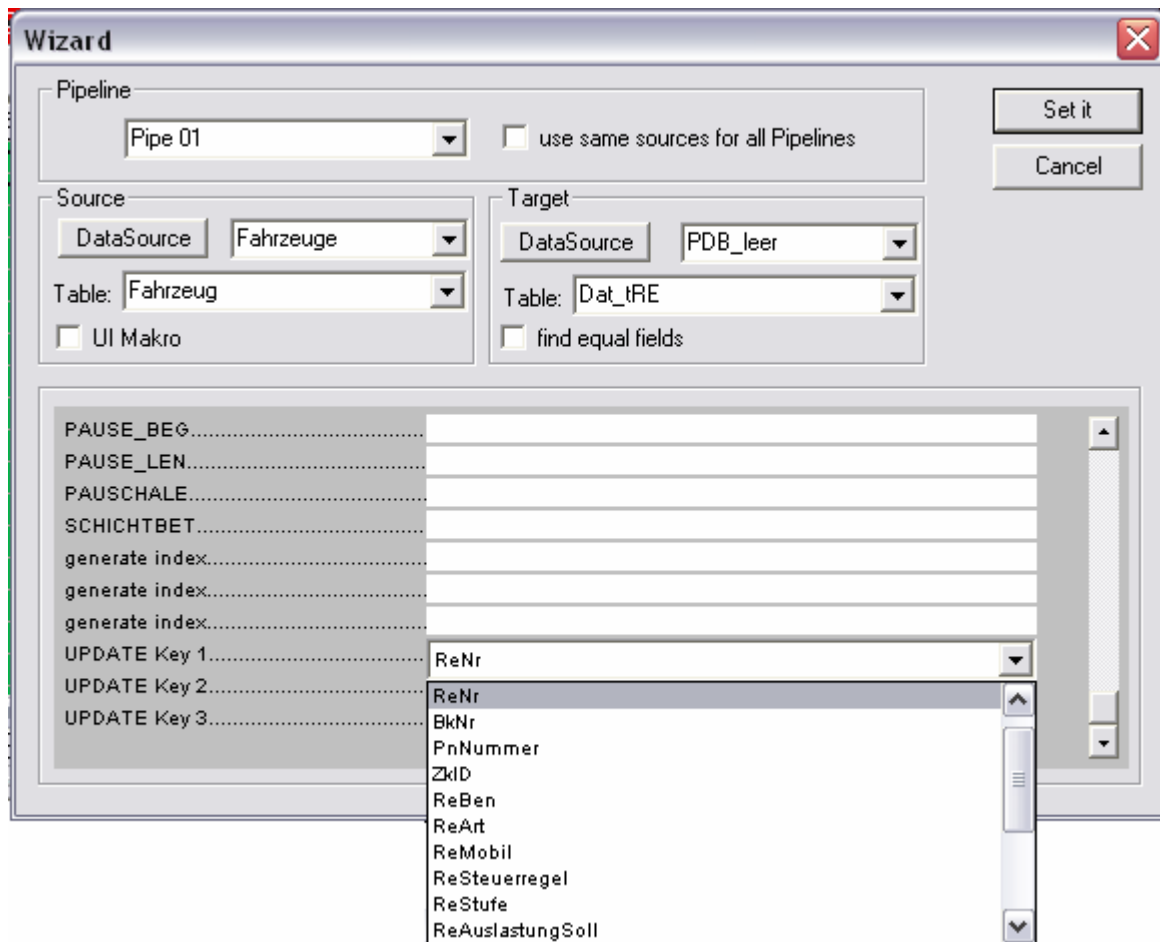 Wizard
Pipeline
Pipe 01
use same sources for all Pipelines
Set it
Cancel
Source
DataSource
Fahrzeuge
Table:
Fahrzeug
UI Makro
Target
DataSource
PDB_leer
Table:
Dat_tRE
find equal fields
PAUSE_BEG
PAUSE_LEN
PAUSCHALE
SCHICHTBET
generate index
generate index
generate index
UPDATE Key 1
ReNr
UPDATE Key 2
UPDATE Key 3
ReNr
BkNr
PnNummer
ZkID
ReBen
ReArt
ReMobil
ReSteuerregel
ReStufe
ReAuslastungSoll